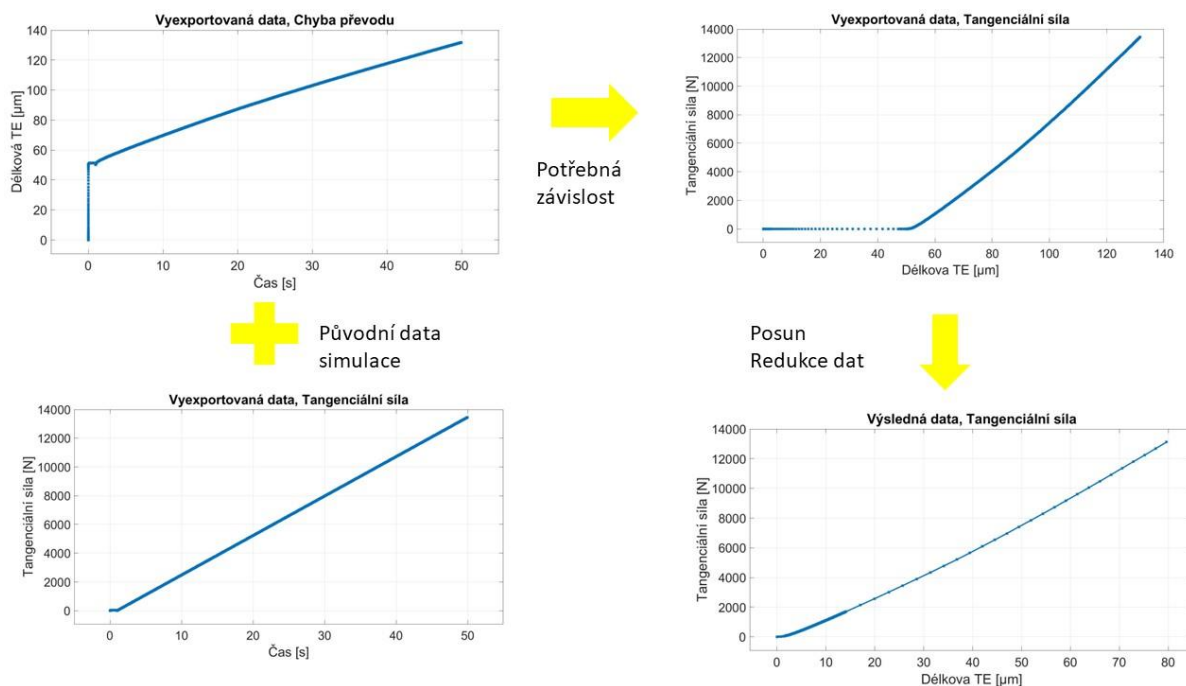 Vyexportovaná data, Chyba převodu
Délková TE [µm]
140
120
100
80
60
40
20
0
0 10 20 30 40 50
Čas [s]
Potřebná
závislost
Vyexportovaná data, Tangenciální síla
Tangenciální síla [N]
14000
12000
10000
8000
6000
4000
2000
0
0 20 40 60 80 100 120 140
Délkova TE [µm]
Původní data
simulace
Posun
Redukce dat
Vyexportovaná data, Tangenciální síla
Tangenciální síla [N]
14000
12000
10000
8000
6000
4000
2000
0
0 10 20 30 40 50
Čas [s]
Výsledná data, Tangenciální síla
Tangenciální síla [N]
14000
12000
10000
8000
6000
4000
2000
0
0 10 20 30 40 50 60 70 80
Délkova TE [µm]